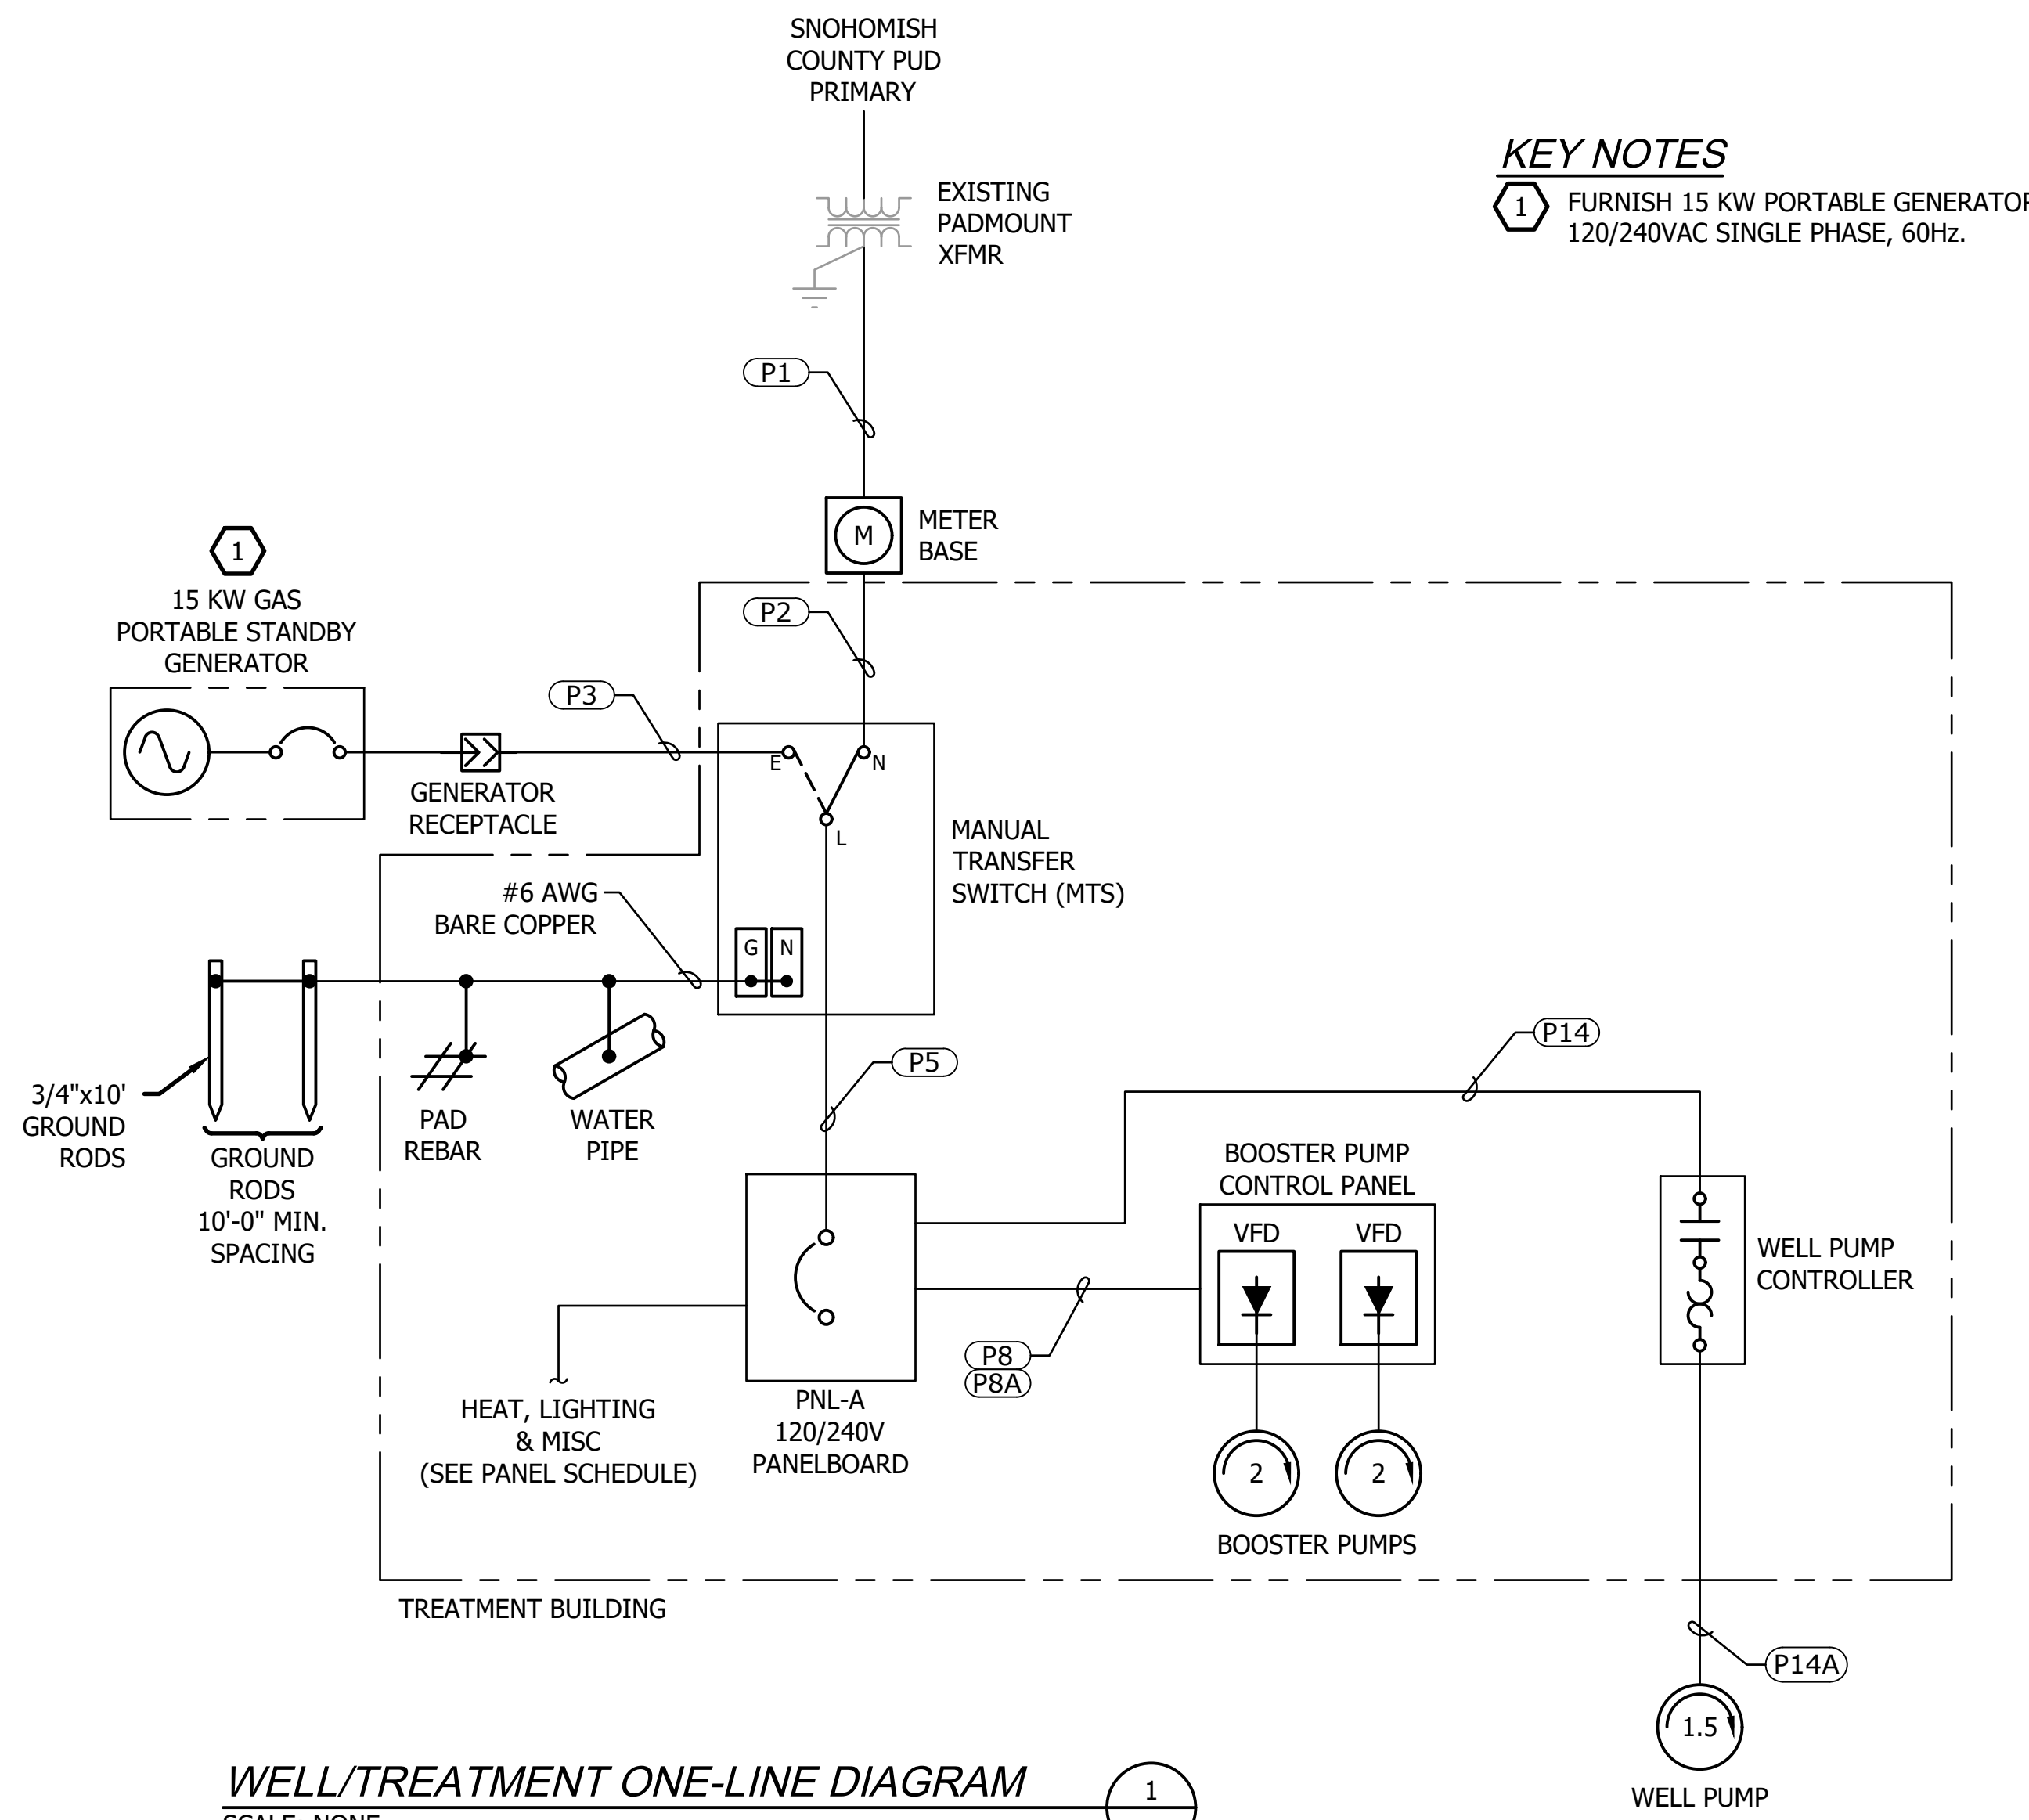 SNOHOMISH
COUNTY PUD
PRIMARY
KEY NOTES
1 FURNISH 15 KW PORTABLE GENERATOR
120/240VAC SINGLE PHASE, 60Hz.
EXISTING
PADMOUNT
XFMR
P1
M
METER
BASE
1
15 KW GAS
PORTABLE STANDBY
GENERATOR
P2
P3
E
N
L
GENERATOR
RECEPTACLE
MANUAL
TRANSFER
SWITCH (MTS)
#6 AWG
BARE COPPER
G N
3/4"x10'
GROUND
RODS
GROUND
RODS
10'-0" MIN.
SPACING
PAD
REBAR
WATER
PIPE
P5
P14
BOOSTER PUMP
CONTROL PANEL
VFD VFD
WELL PUMP
CONTROLLER
P8
P8A
HEAT, LIGHTING
& MISC
(SEE PANEL SCHEDULE)
PNL-A
120/240V
PANELBOARD
2 2
BOOSTER PUMPS
TREATMENT BUILDING
P14A
1.5
WELL PUMP
WELL/TREATMENT ONE-LINE DIAGRAM
1
SCALE: NONE